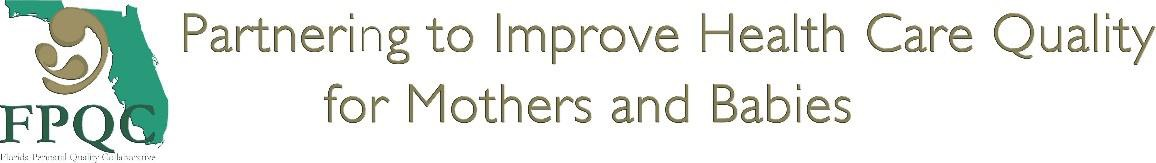 Partnering to Improve Health Care Quality
for Mothers and Babies
FPQC
Florida Perinatal Quality Collaborative